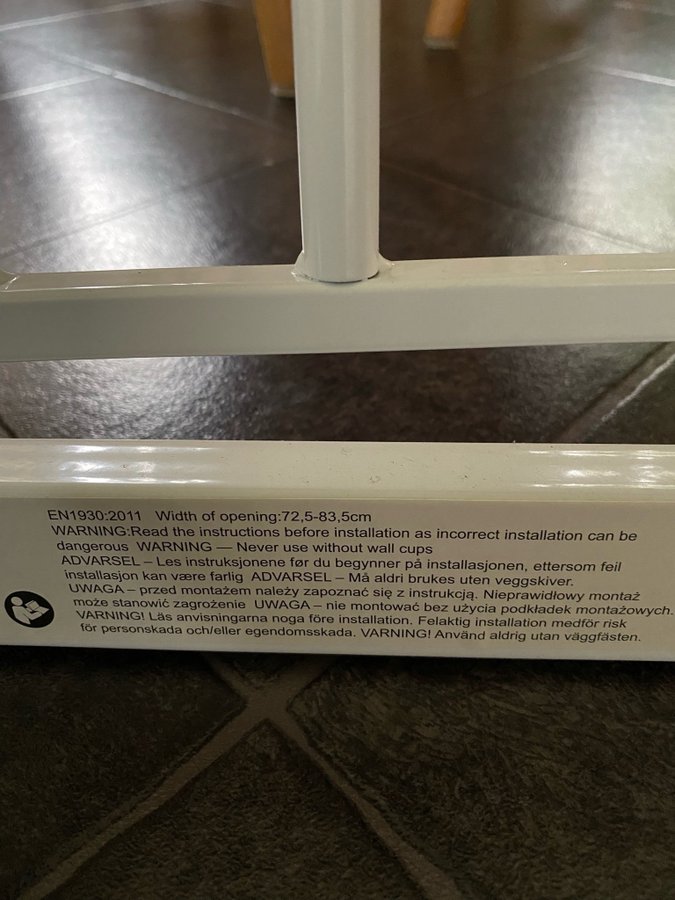 EN1930:2011 Width of opening:72,5-83,5cm
WARNING:Read the instructions before installation as incorrect installation can be
dangerous WARNING — Never use without wall cups
ADVARSEL – Les instruksjonene før du begynner på installasjonen, ettersom feil
installasjon kan være farlig ADVARSEL – Må aldri brukes uten veggskiver.
UWAGA – przed montażem należy zapoznać się z instrukcją. Nieprawidłowy montaż
może stanowić zagrożenie UWAGA – nie montować bez użycia podkładek montażowych.
VARNING! Läs anvisningarna noga före installation. Felaktig installation medför risk
för personskada och/eller egendomsskada. VARNING! Använd aldrig utan väggfästen.